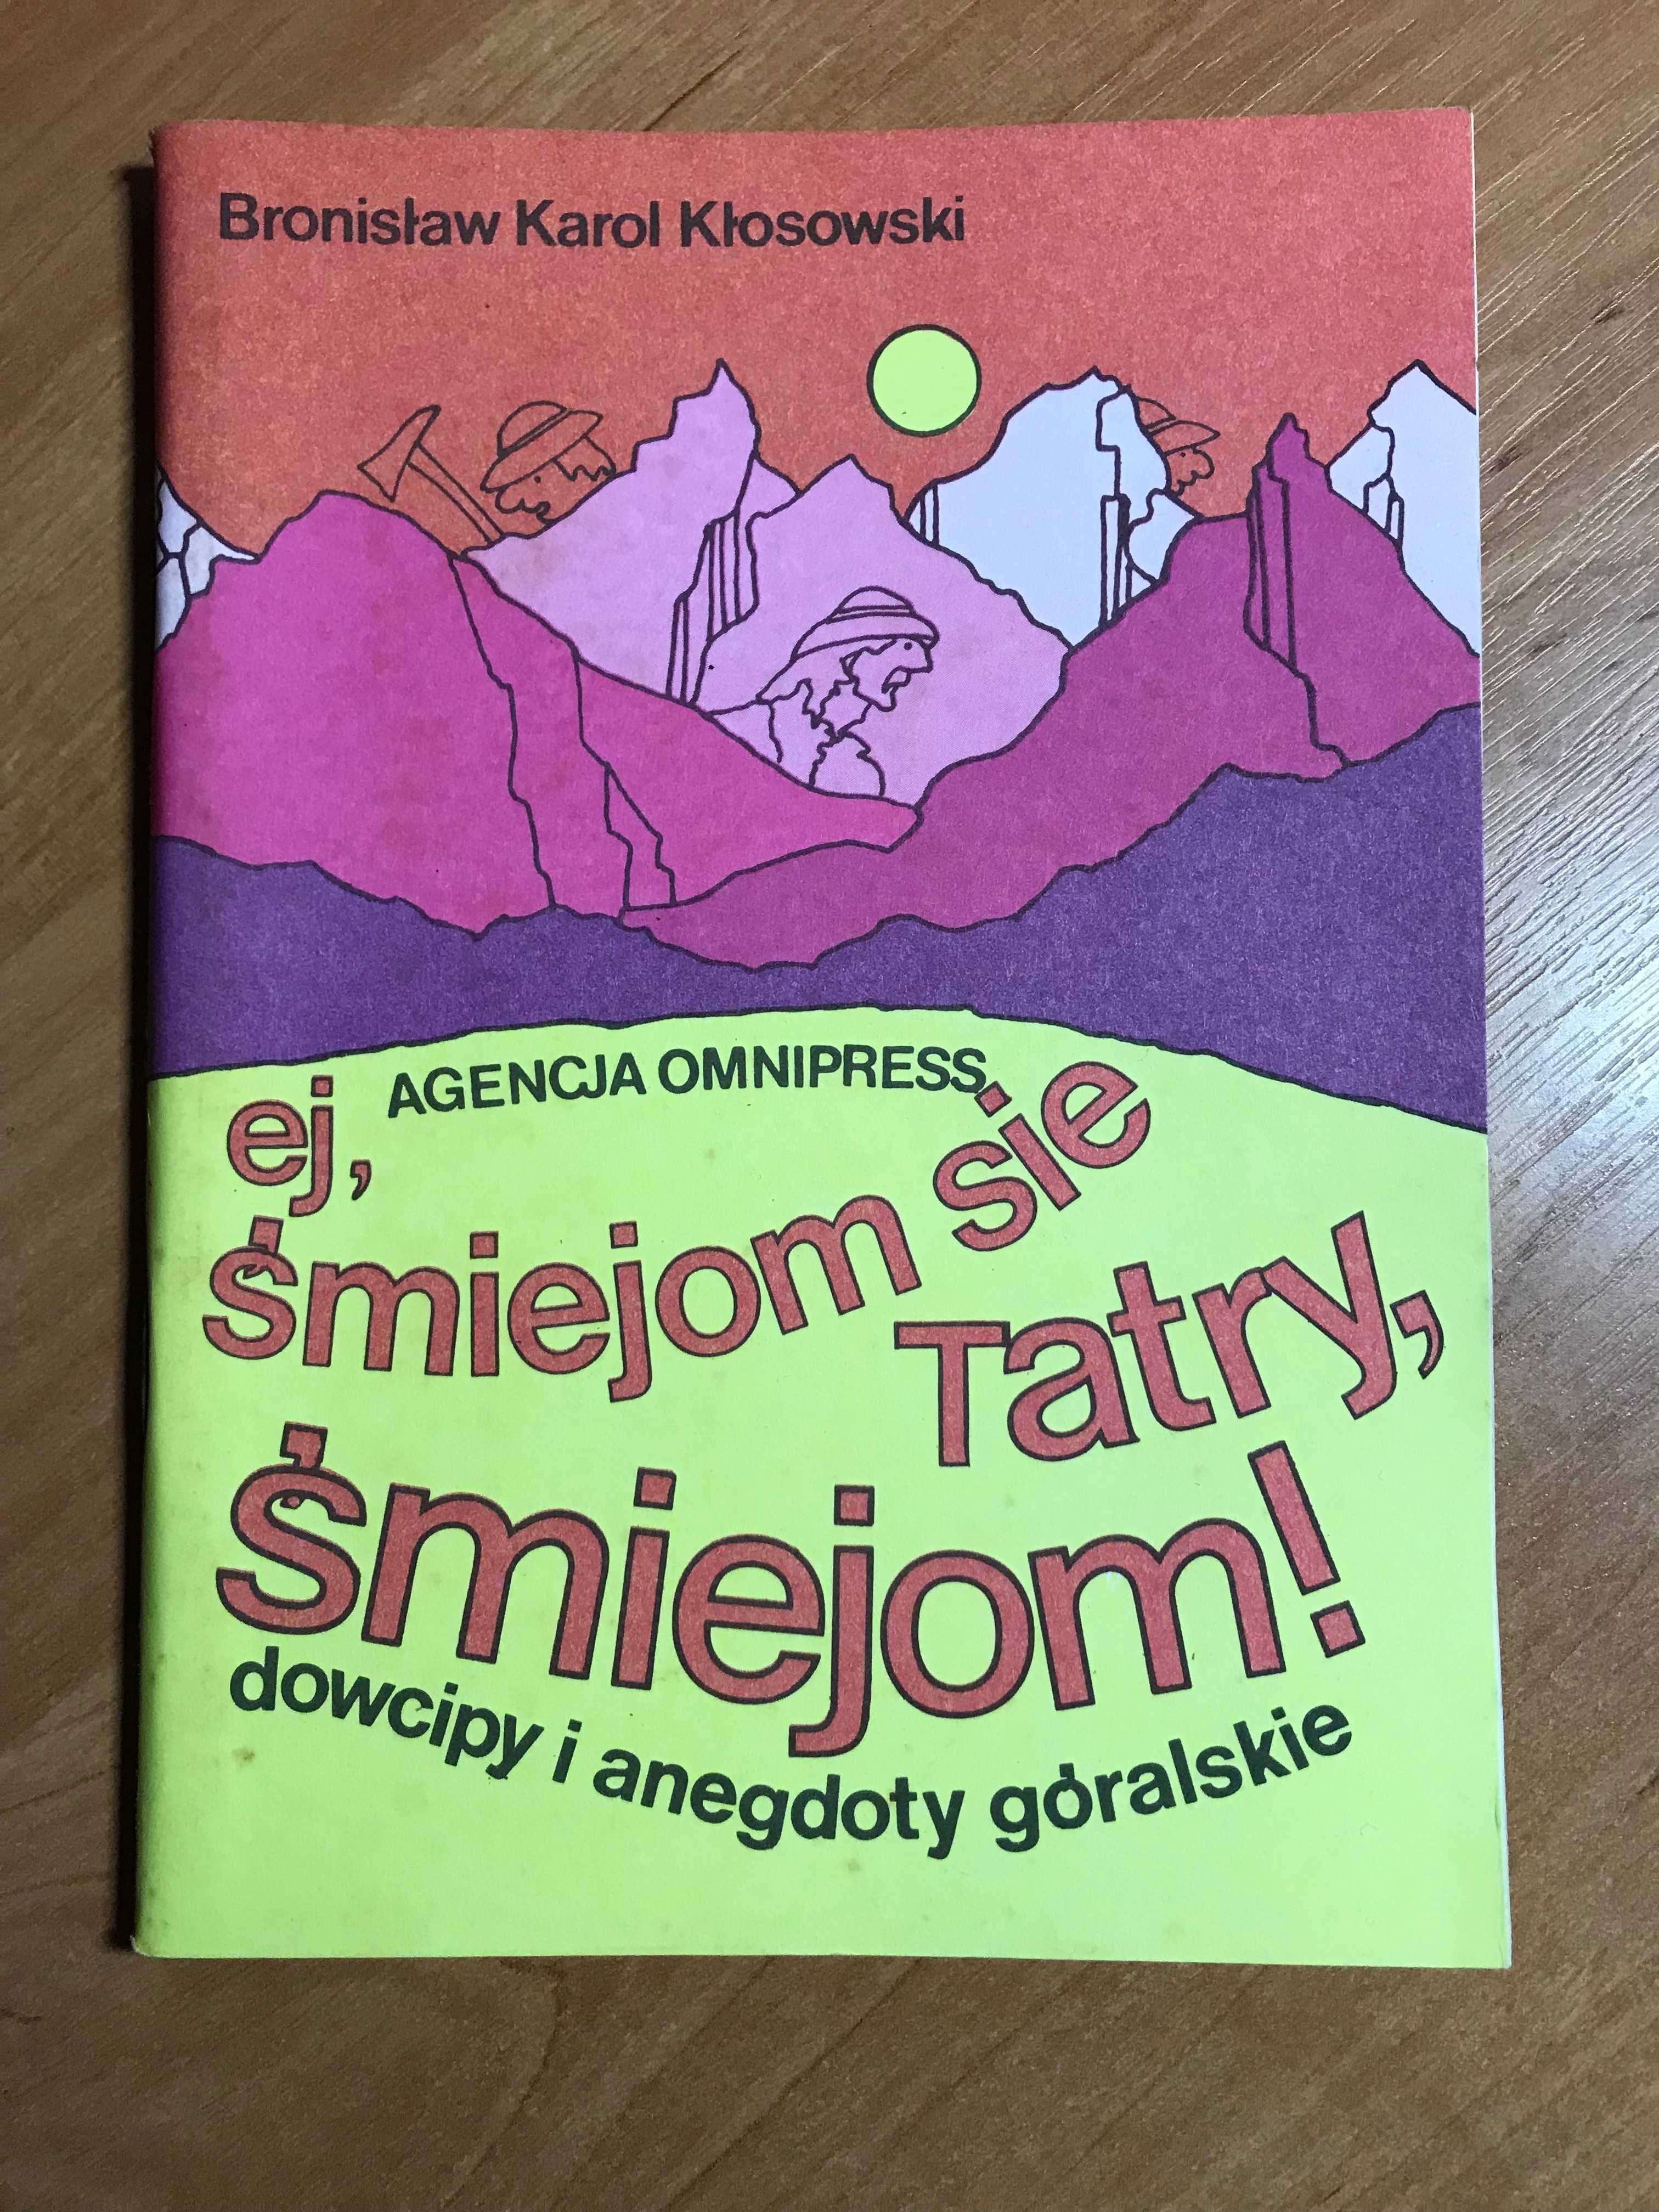 Bronisław Karol Kłosowski
AGENCJA OMNIPRESS
ej,
śmiejom sie
Tatry,
śmiejom!
dowcipy i anegdoty góralskie